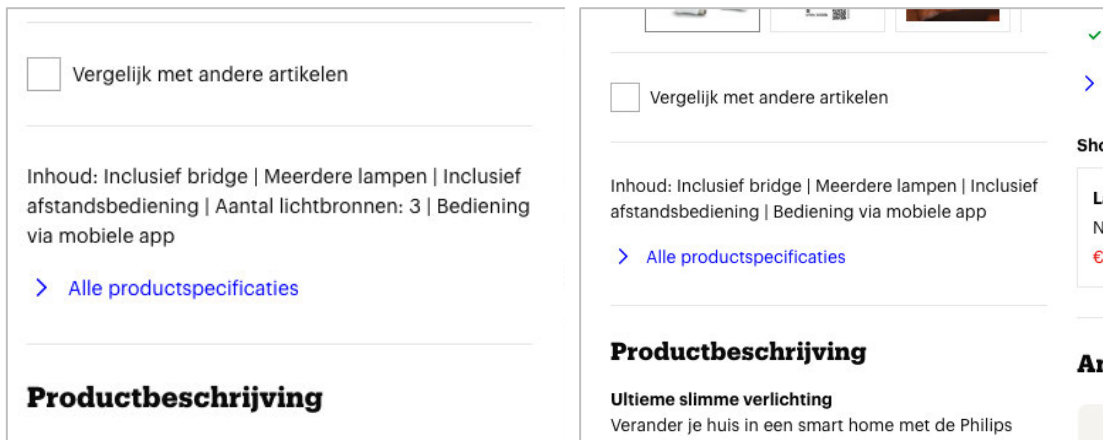 Vergelijk met andere artikelen
Inhoud: Inclusief bridge | Meerdere lampen | Inclusief
afstandsbediening | Aantal lichtbronnen: 3 | Bediening
via mobiele app
Alle productspecificaties
Productbeschrijving
Vergelijk met andere artikelen
Inhoud: Inclusief bridge | Meerdere lampen | Inclusief
afstandsbediening | Bediening via mobiele app
Alle productspecificaties
Productbeschrijving
Ultieme slimme verlichting
Verander je huis in een smart home met de Philips
€